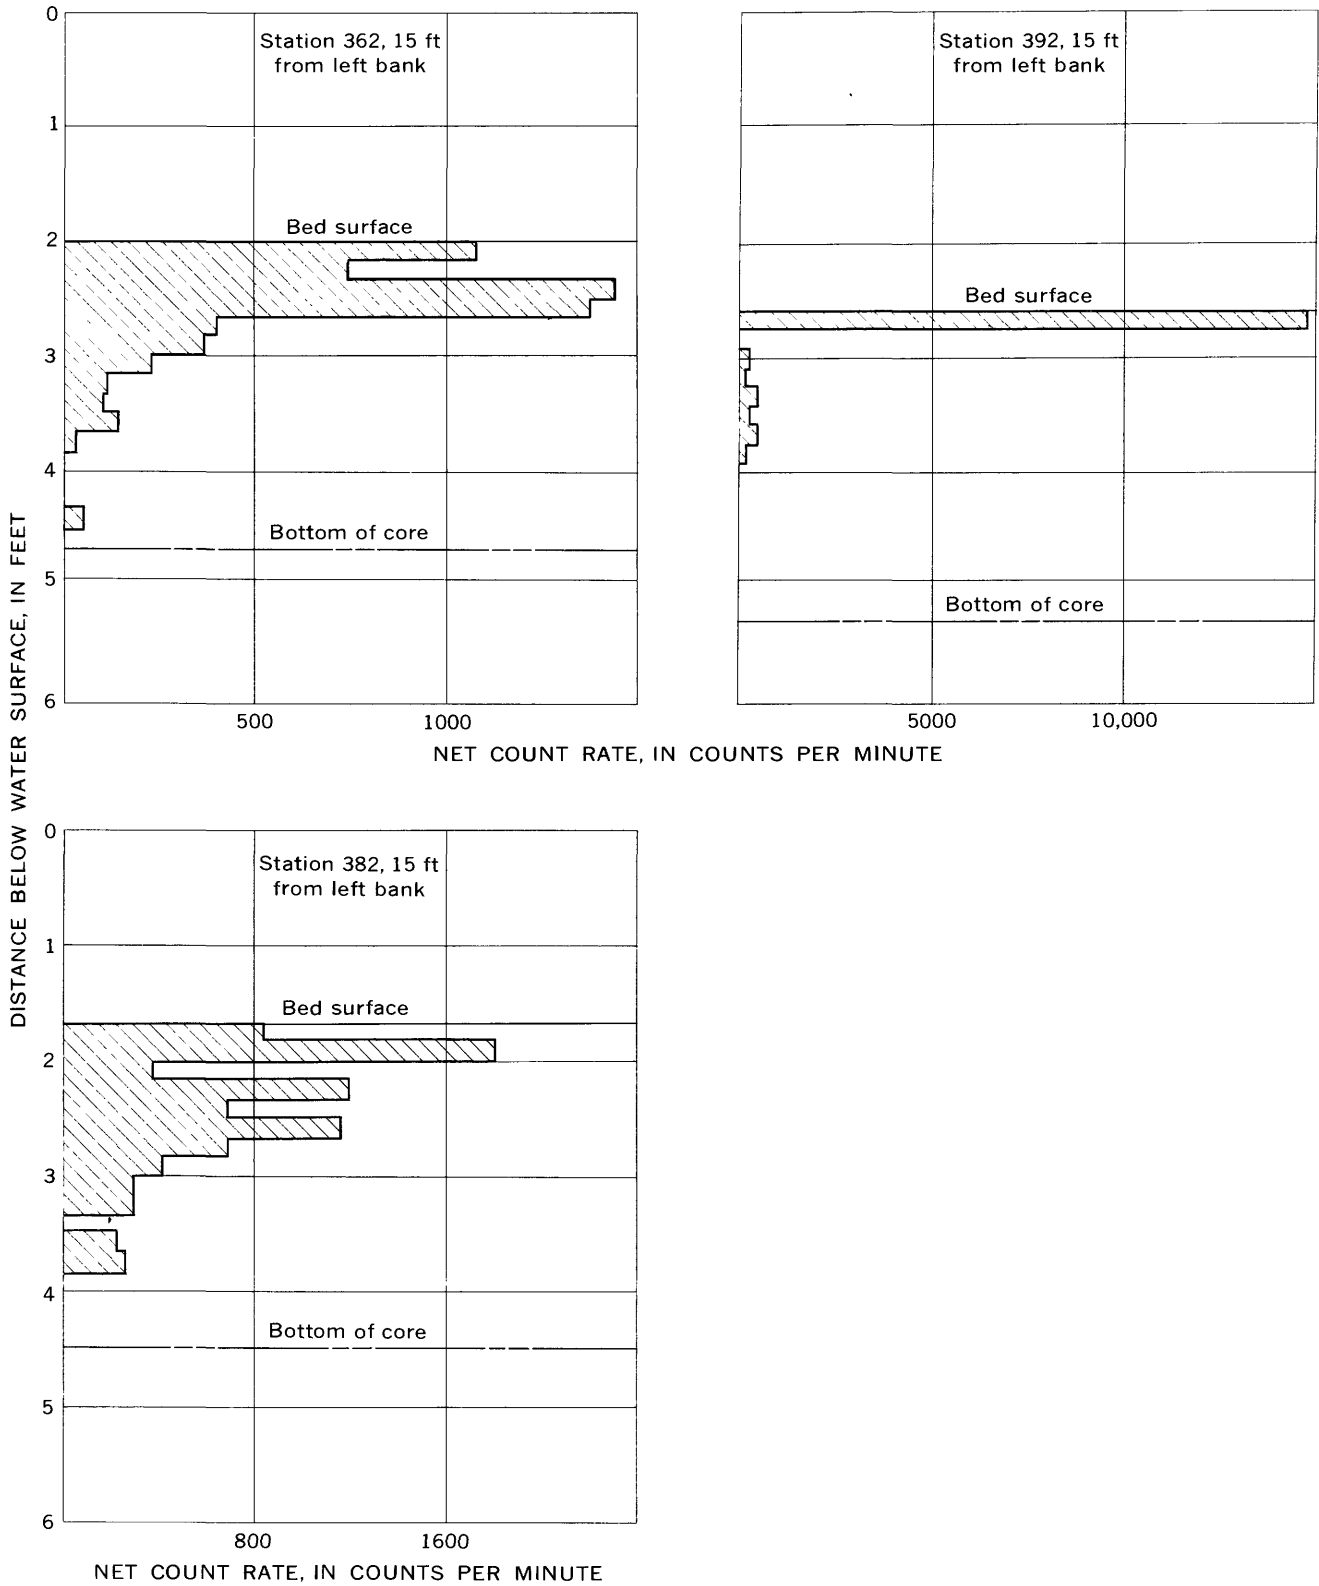 0
1
2
3
4
5
6
Station 362, 15 ft
from left bank
Bed surface
Bottom of core
500
1000
Station 392, 15 ft
from left bank
Bed surface
Bottom of core
5000
10,000
NET COUNT RATE, IN COUNTS PER MINUTE
DISTANCE BELOW WATER SURFACE, IN FEET
0
1
2
3
4
5
6
Station 382, 15 ft
from left bank
Bed surface
Bottom of core
800
1600
NET COUNT RATE, IN COUNTS PER MINUTE